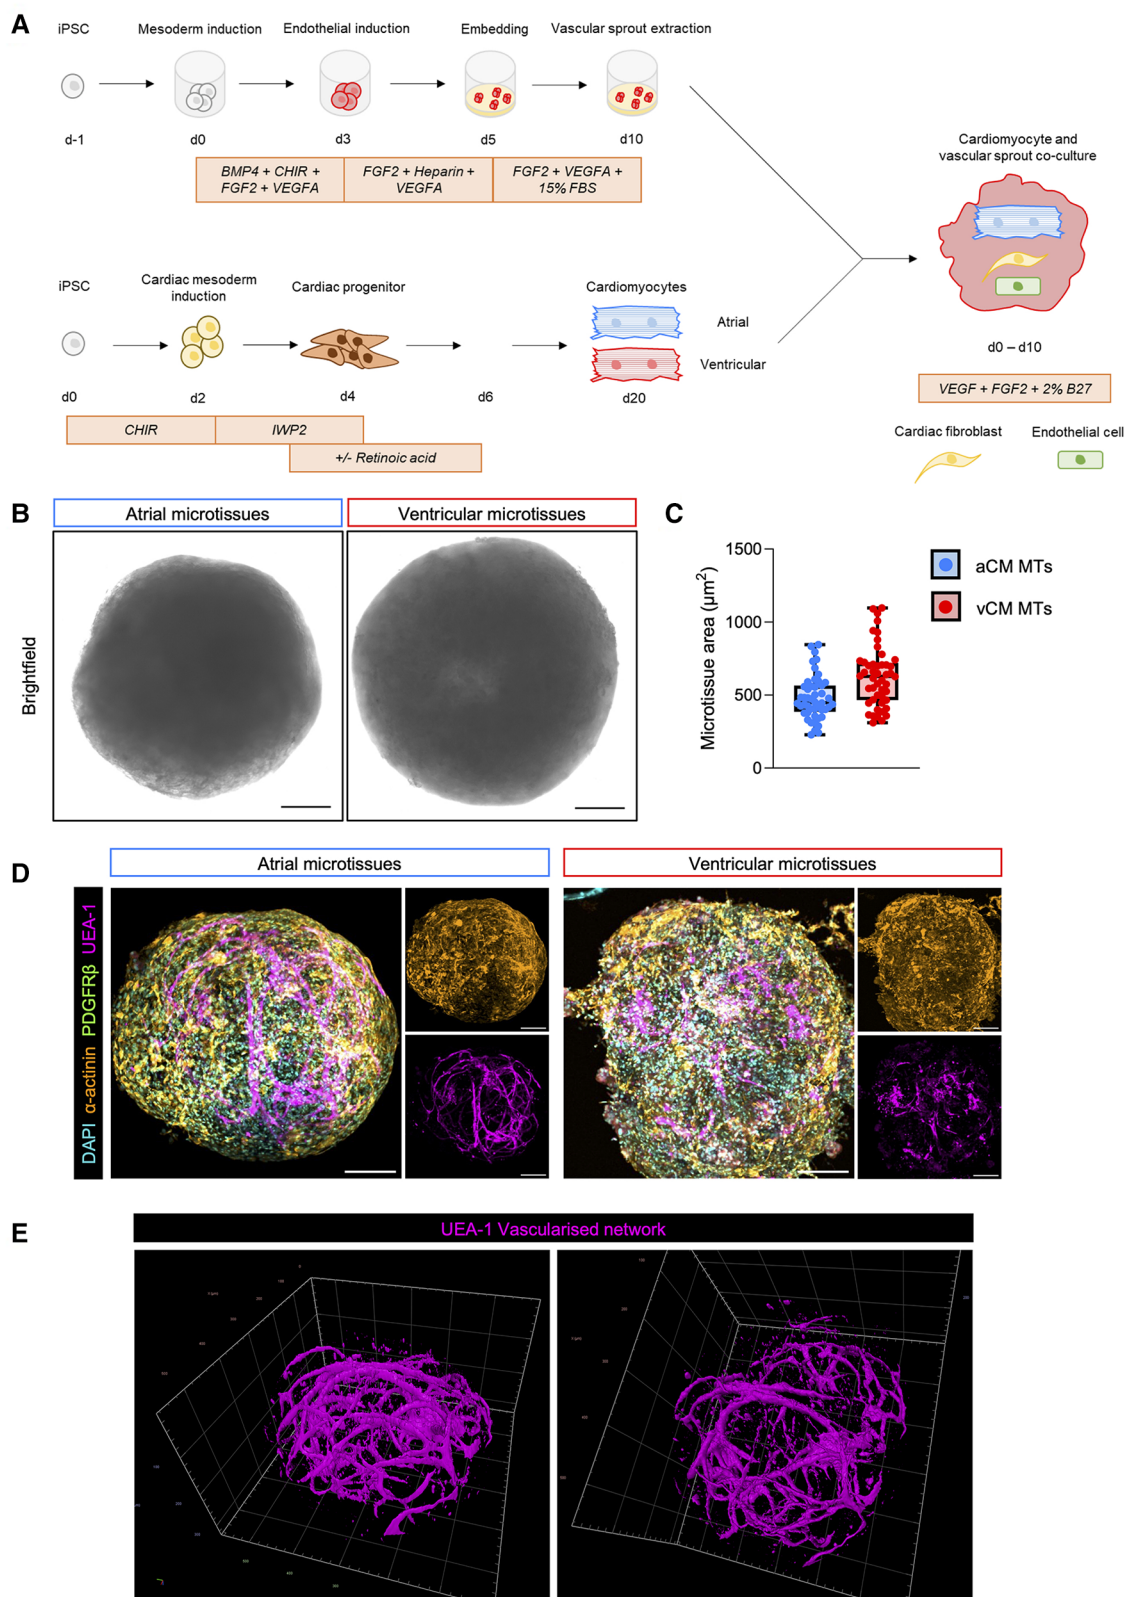 A
iPSC
Mesoderm induction
Endothelial induction
Embedding
Vascular sprout extraction
d-1
d0
d3
d5
d10
BMP4 + CHIR +
FGF2 + VEGFA
FGF2 + Heparin +
VEGFA
FGF2 + VEGFA +
15% FBS
Cardiomyocyte and
vascular sprout co-culture
iPSC
Cardiac mesoderm
induction
Cardiac progenitor
Cardiomyocytes
Atrial
Ventricular
d0
d2
d4
d6
d20
CHIR
IWP2
+/- Retinoic acid
d0 – d10
VEGF + FGF2 + 2% B27
Cardiac fibroblast
Endothelial cell
B
Atrial microtissues
Ventricular microtissues
Brightfield
C
Microtissue area (µm²)
1500
1000
500
0
aCM MTs
vCM MTs
D
Atrial microtissues
Ventricular microtissues
DAPI α-actinin PDGFRβ UEA-1
E
UEA-1 Vascularised network